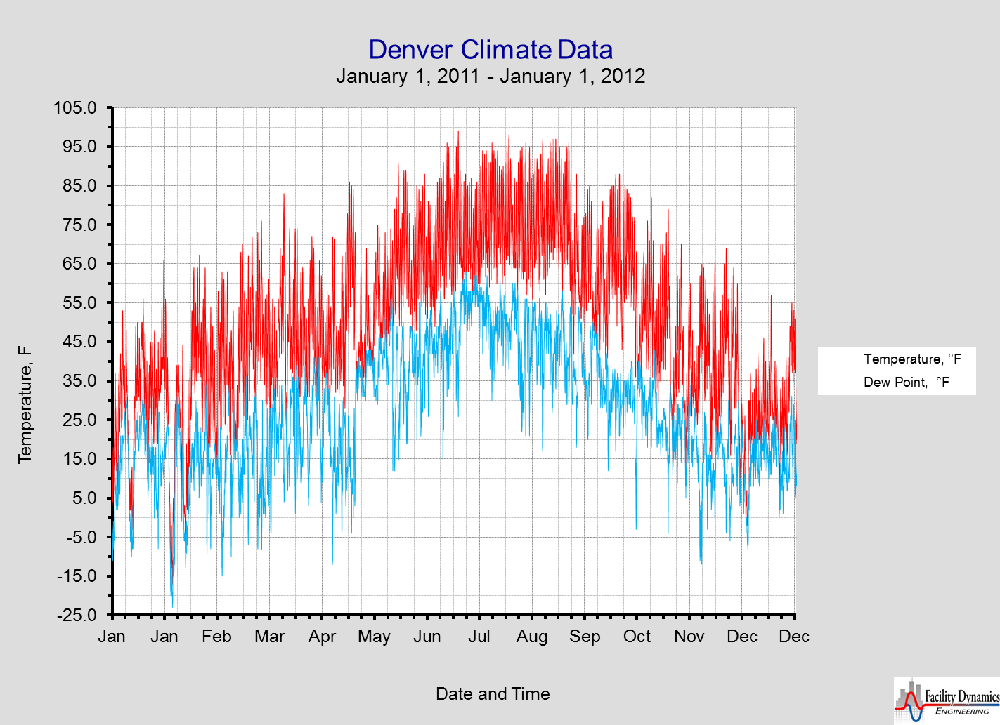 Denver Climate Data
January 1, 2011 - January 1, 2012
105.0
95.0
85.0
75.0
65.0
55.0
45.0
35.0
25.0
15.0
5.0
-5.0
-15.0
-25.0
Temperature, F
Jan Jan Feb Mar Apr May Jun Jul Aug Sep Oct Nov Dec Dec
Date and Time
Temperature, °F
Dew Point, °F
Facility Dynamics
ENGINEERING